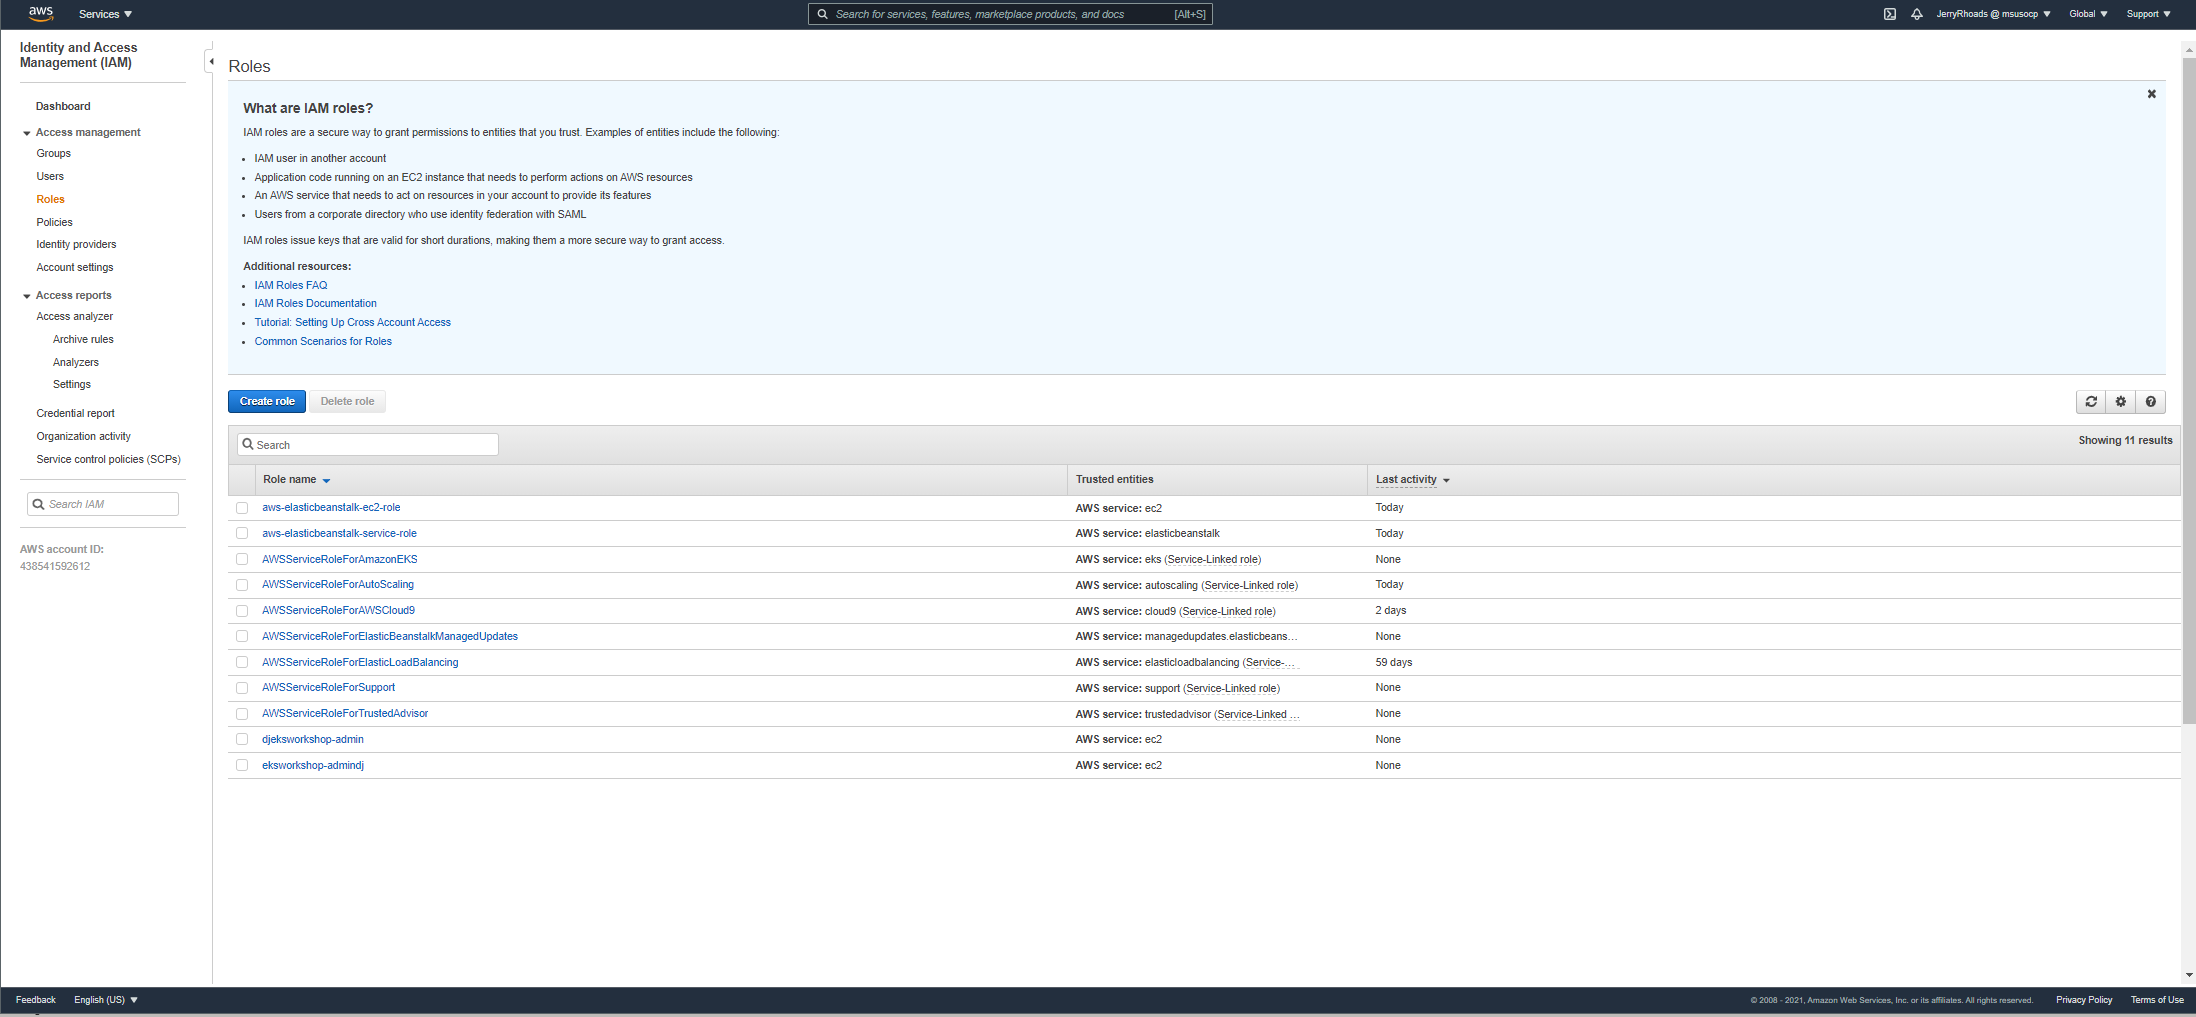 aws
Services
Search for services, features, marketplace products, and docs
[Alt+S]
JerryRhoads @ msusocp
Global
Support
Identity and Access
Management (IAM)
Dashboard
Access management
Groups
Users
Roles
Policies
Identity providers
Account settings
Access reports
Access analyzer
Archive rules
Analyzers
Settings
Credential report
Organization activity
Service control policies (SCPs)
Search IAM
AWS account ID:
438541592612
Roles
What are IAM roles?
IAM roles are a secure way to grant permissions to entities that you trust. Examples of entities include the following:
• IAM user in another account
• Application code running on an EC2 instance that needs to perform actions on AWS resources
• An AWS service that needs to act on resources in your account to provide its features
• Users from a corporate directory who use identity federation with SAML
IAM roles issue keys that are valid for short durations, making them a more secure way to grant access.
Additional resources:
• IAM Roles FAQ
• IAM Roles Documentation
• Tutorial: Setting Up Cross Account Access
• Common Scenarios for Roles
Create role
Delete role
Search
Showing 11 results
Role name Trusted entities Last activity
aws-elasticbeanstalk-ec2-role AWS service: ec2 Today
aws-elasticbeanstalk-service-role AWS service: elasticbeanstalk Today
AWSServiceRoleForAmazonEKS AWS service: eks (Service-Linked role) None
AWSServiceRoleForAutoScaling AWS service: autoscaling (Service-Linked role) Today
AWSServiceRoleForAWSCloud9 AWS service: cloud9 (Service-Linked role) 2 days
AWSServiceRoleForElasticBeanstalkManagedUpdates AWS service: managedupdates.elasticbeans… None
AWSServiceRoleForElasticLoadBalancing AWS service: elasticloadbalancing (Service-… 59 days
AWSServiceRoleForSupport AWS service: support (Service-Linked role) None
AWSServiceRoleForTrustedAdvisor AWS service: trustedadvisor (Service-Linked … None
djeksworkshop-admin AWS service: ec2 None
eksworkshop-admindj AWS service: ec2 None
Feedback
English (US)
© 2008 - 2021, Amazon Web Services, Inc. or its affiliates. All rights reserved.
Privacy Policy
Terms of Use